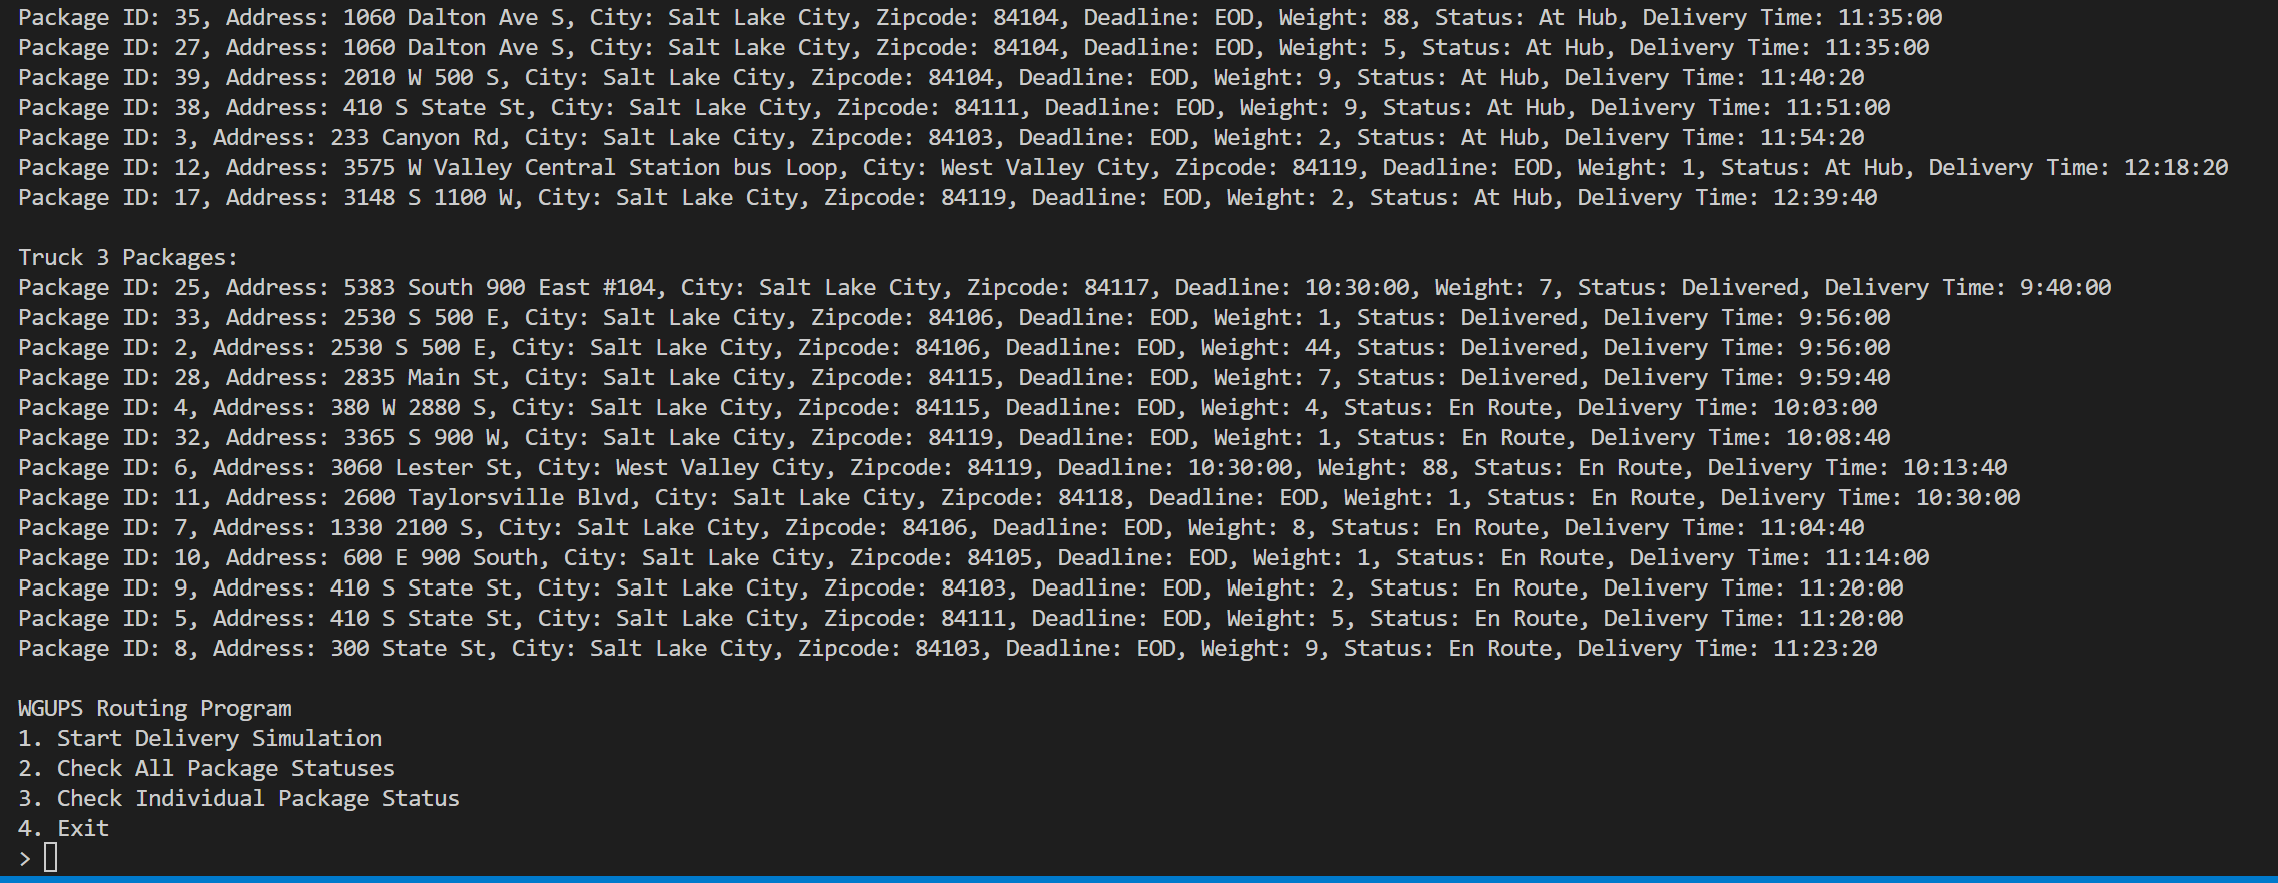 Package ID: 35, Address: 1060 Dalton Ave S, City: Salt Lake City, Zipcode: 84104, Deadline: EOD, Weight: 88, Status: At Hub, Delivery Time: 11:35:00
Package ID: 27, Address: 1060 Dalton Ave S, City: Salt Lake City, Zipcode: 84104, Deadline: EOD, Weight: 5, Status: At Hub, Delivery Time: 11:35:00
Package ID: 39, Address: 2010 W 500 S, City: Salt Lake City, Zipcode: 84104, Deadline: EOD, Weight: 9, Status: At Hub, Delivery Time: 11:40:20
Package ID: 38, Address: 410 S State St, City: Salt Lake City, Zipcode: 84111, Deadline: EOD, Weight: 9, Status: At Hub, Delivery Time: 11:51:00
Package ID: 3, Address: 233 Canyon Rd, City: Salt Lake City, Zipcode: 84103, Deadline: EOD, Weight: 2, Status: At Hub, Delivery Time: 11:54:20
Package ID: 12, Address: 3575 W Valley Central Station bus Loop, City: West Valley City, Zipcode: 84119, Deadline: EOD, Weight: 1, Status: At Hub, Delivery Time: 12:18:20
Package ID: 17, Address: 3148 S 1100 W, City: Salt Lake City, Zipcode: 84119, Deadline: EOD, Weight: 2, Status: At Hub, Delivery Time: 12:39:40
Truck 3 Packages:
Package ID: 25, Address: 5383 South 900 East #104, City: Salt Lake City, Zipcode: 84117, Deadline: 10:30:00, Weight: 7, Status: Delivered, Delivery Time: 9:40:00
Package ID: 33, Address: 2530 S 500 E, City: Salt Lake City, Zipcode: 84106, Deadline: EOD, Weight: 1, Status: Delivered, Delivery Time: 9:56:00
Package ID: 2, Address: 2530 S 500 E, City: Salt Lake City, Zipcode: 84106, Deadline: EOD, Weight: 44, Status: Delivered, Delivery Time: 9:56:00
Package ID: 28, Address: 2835 Main St, City: Salt Lake City, Zipcode: 84115, Deadline: EOD, Weight: 7, Status: Delivered, Delivery Time: 9:59:40
Package ID: 4, Address: 380 W 2880 S, City: Salt Lake City, Zipcode: 84115, Deadline: EOD, Weight: 4, Status: En Route, Delivery Time: 10:03:00
Package ID: 32, Address: 3365 S 900 W, City: Salt Lake City, Zipcode: 84119, Deadline: EOD, Weight: 1, Status: En Route, Delivery Time: 10:08:40
Package ID: 6, Address: 3060 Lester St, City: West Valley City, Zipcode: 84119, Deadline: 10:30:00, Weight: 88, Status: En Route, Delivery Time: 10:13:40
Package ID: 11, Address: 2600 Taylorsville Blvd, City: Salt Lake City, Zipcode: 84118, Deadline: EOD, Weight: 1, Status: En Route, Delivery Time: 10:30:00
Package ID: 7, Address: 1330 2100 S, City: Salt Lake City, Zipcode: 84106, Deadline: EOD, Weight: 8, Status: En Route, Delivery Time: 11:04:40
Package ID: 10, Address: 600 E 900 South, City: Salt Lake City, Zipcode: 84105, Deadline: EOD, Weight: 1, Status: En Route, Delivery Time: 11:14:00
Package ID: 9, Address: 410 S State St, City: Salt Lake City, Zipcode: 84103, Deadline: EOD, Weight: 2, Status: En Route, Delivery Time: 11:20:00
Package ID: 5, Address: 410 S State St, City: Salt Lake City, Zipcode: 84111, Deadline: EOD, Weight: 5, Status: En Route, Delivery Time: 11:20:00
Package ID: 8, Address: 300 State St, City: Salt Lake City, Zipcode: 84103, Deadline: EOD, Weight: 9, Status: En Route, Delivery Time: 11:23:20
WGUPS Routing Program
1. Start Delivery Simulation
2. Check All Package Statuses
3. Check Individual Package Status
4. Exit
>